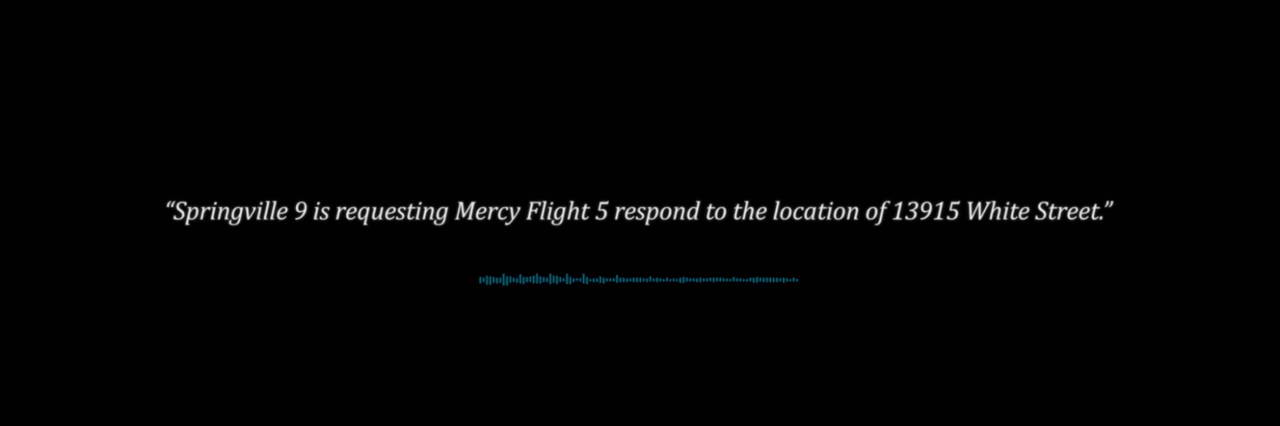 “Springville 9 is requesting Mercy Flight 5 respond to the location of 13915 White Street.”